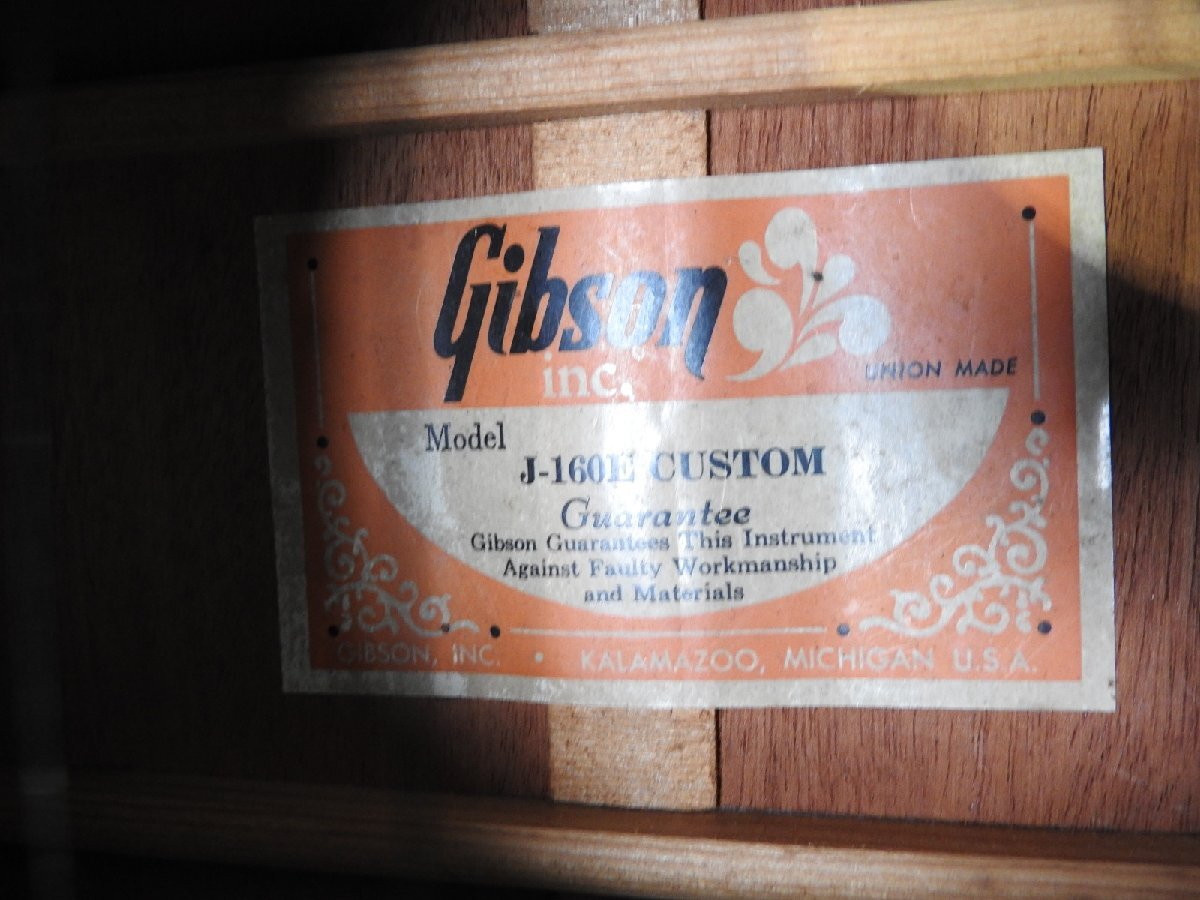 Gibson
inc.
UNION MADE
Model
J-160E CUSTOM
Guarantee
Gibson Guarantees This Instrument
Against Faulty Workmanship
and Materials
GIBSON, INC. • KALAMAZOO, MICHIGAN U.S.A.